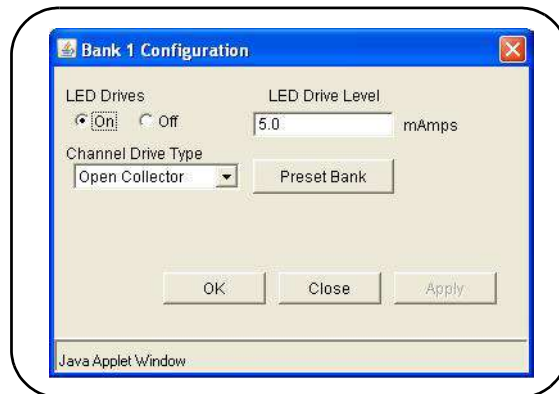 Bank 1 Configuration
LED Drives
LED Drive Level
On
Off
5.0
mAmps
Channel Drive Type
Open Collector
Preset Bank
OK
Close
Apply
Java Applet Window